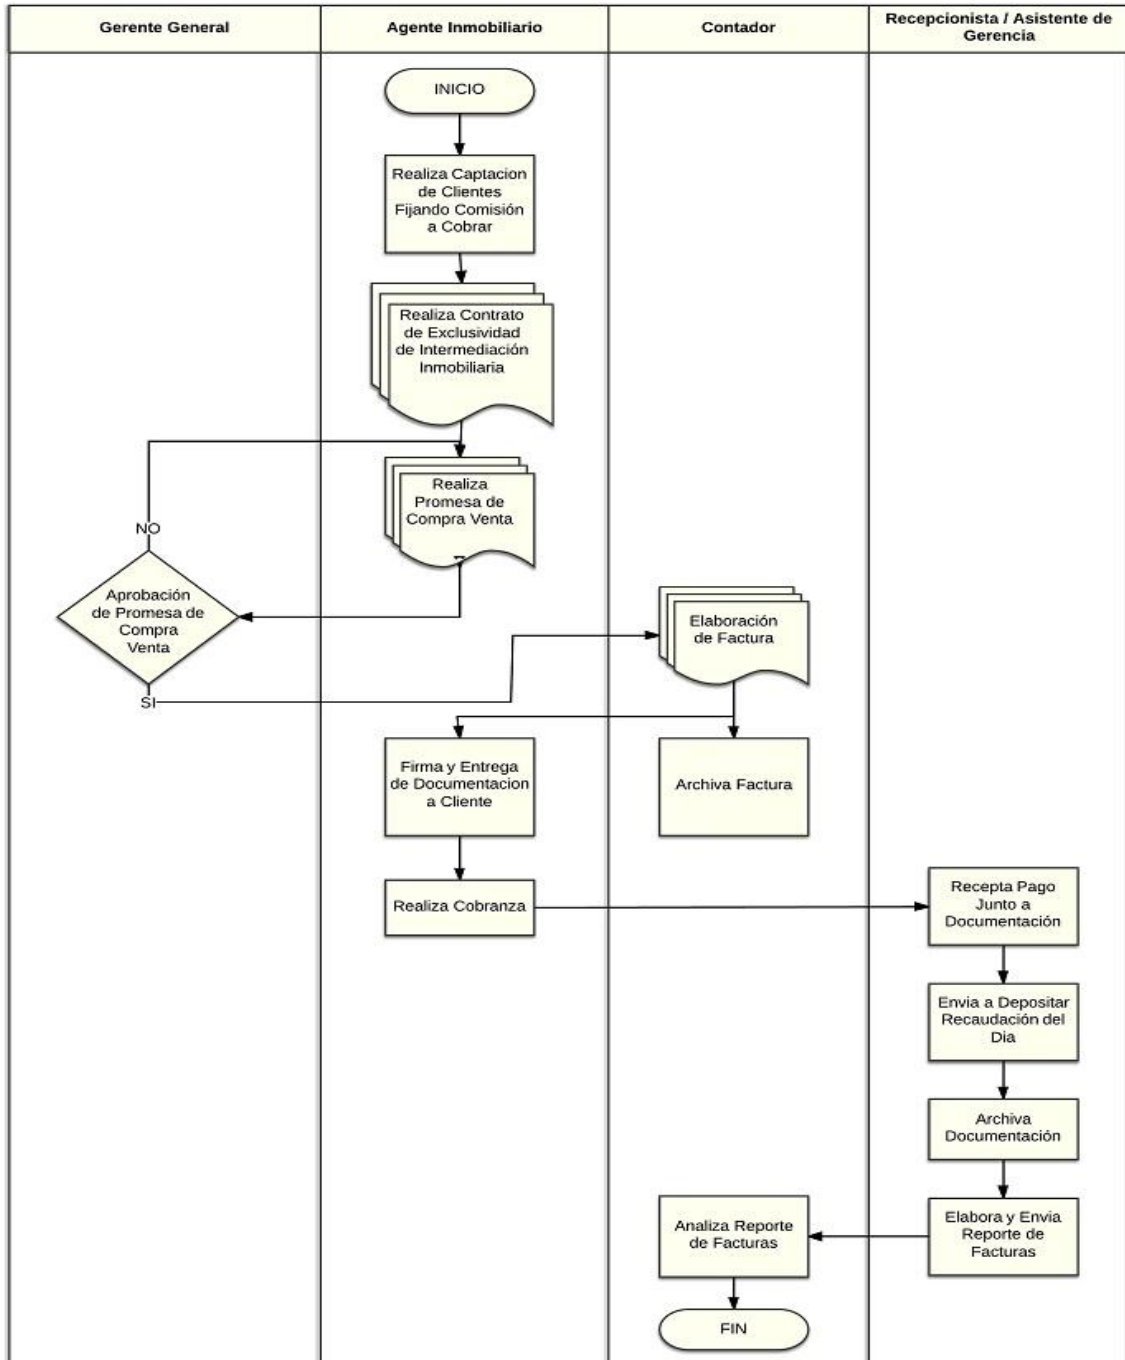 Gerente General
Agente Inmobiliario
Contador
Recepcionista / Asistente de
Gerencia
INICIO
Realiza Captacion
de Clientes
Fijando Comisión
a Cobrar
Realiza Contrato
de Exclusividad
de Intermediación
Inmobiliaria
Realiza
Promesa de
Compra Venta
NO
Aprobación
de Promesa de
Compra
Venta
SI
Elaboración
de Factura
Firma y Entrega
de Documentacion
a Cliente
Archiva Factura
Realiza Cobranza
Recepta Pago
Junto a
Documentación
Envia a Depositar
Recaudación del
Dia
Archiva
Documentación
Elabora y Envia
Reporte de
Facturas
Analiza Reporte
de Facturas
FIN